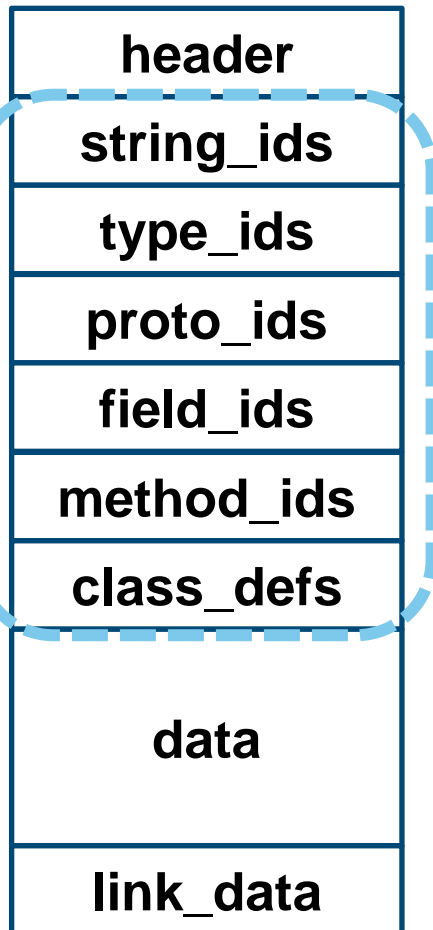 header
string_ids
type_ids
proto_ids
field_ids
method_ids
class_defs
data
link_data